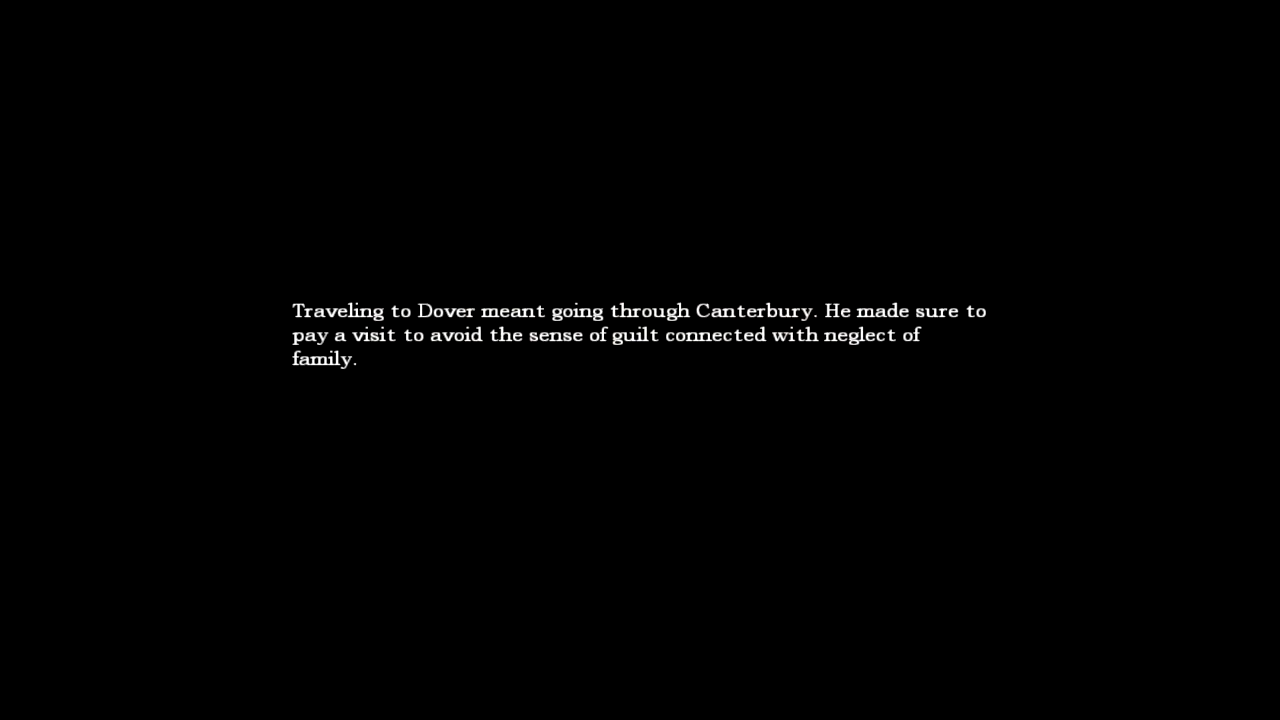 Traveling to Dover meant going through Canterbury. He made sure to
pay a visit to avoid the sense of guilt connected with neglect of
family.